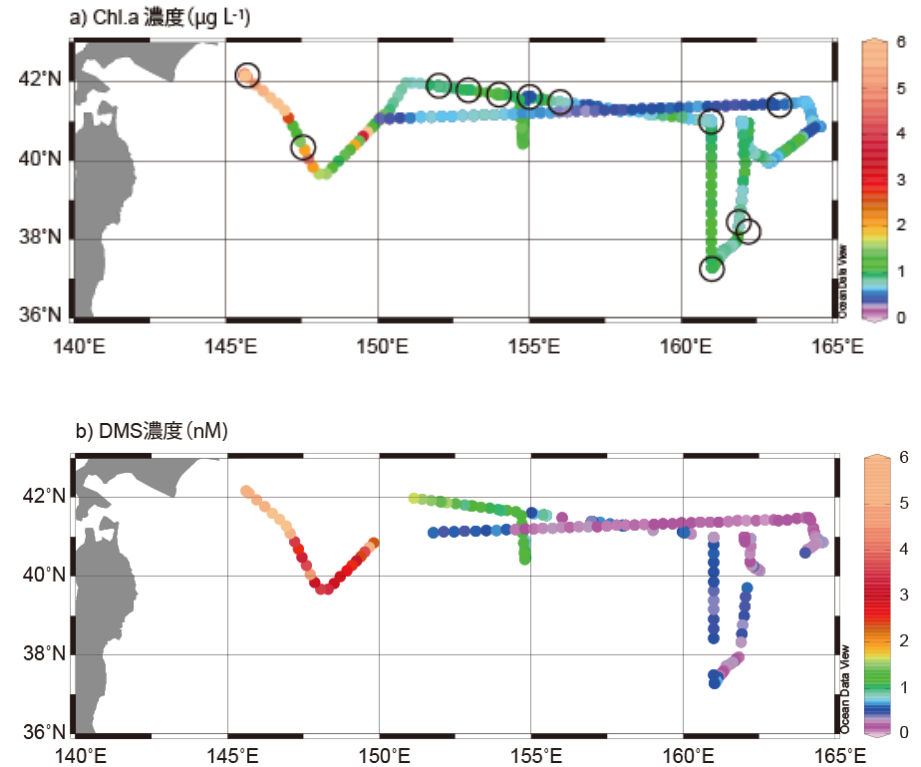 a) Chl.a 濃度(µg L-¹)
42˚N
40˚N
38˚N
36˚N
140˚E 145˚E 150˚E 155˚E 160˚E 165˚E
6
5
4
3
2
1
0
Ocean Data View
b) DMS濃度(nM)
42˚N
40˚N
38˚N
36˚N
140˚E 145˚E 150˚E 155˚E 160˚E 165˚E
6
5
4
3
2
1
0
Ocean Data View